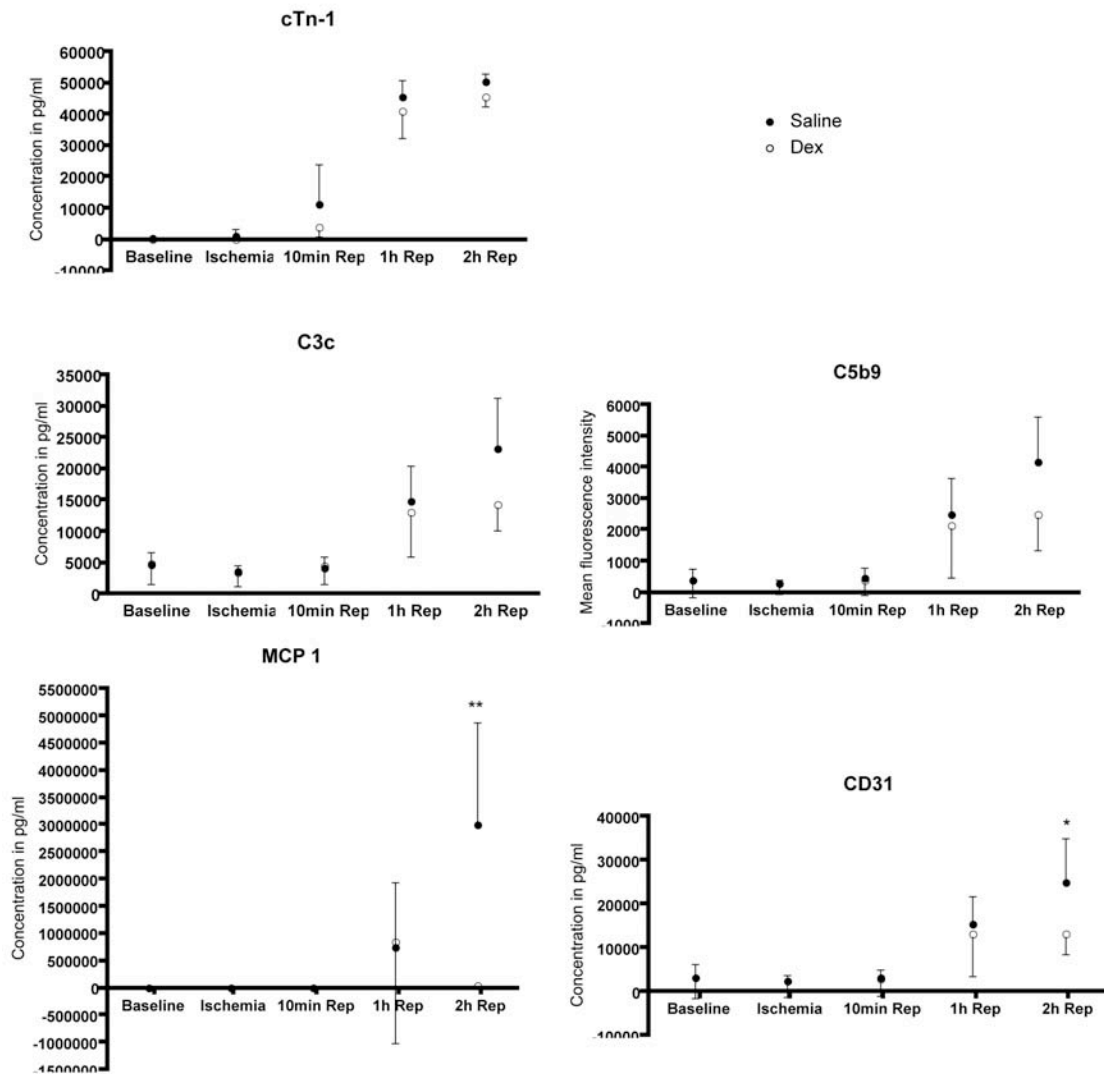 cTn-1
Concentration in pg/ml
60000
50000
40000
30000
20000
10000
0
-10000
Baseline Ischemia 10min Rep 1h Rep 2h Rep
Saline
Dex
C3c
Concentration in pg/ml
35000
30000
25000
20000
15000
10000
5000
0
Baseline Ischemia 10min Rep 1h Rep 2h Rep
C5b9
Mean fluorescence intensity
6000
5000
4000
3000
2000
1000
0
-1000
Baseline Ischemia 10min Rep 1h Rep 2h Rep
MCP 1
Concentration in pg/ml
5500000
5000000
4500000
4000000
3500000
3000000
2500000
2000000
1500000
1000000
500000
0
-500000
-1000000
-1500000
Baseline Ischemia 10min Rep 1h Rep 2h Rep
**
CD31
Concentration in pg/ml
40000
30000
20000
10000
0
-10000
Baseline Ischemia 10min Rep 1h Rep 2h Rep
*